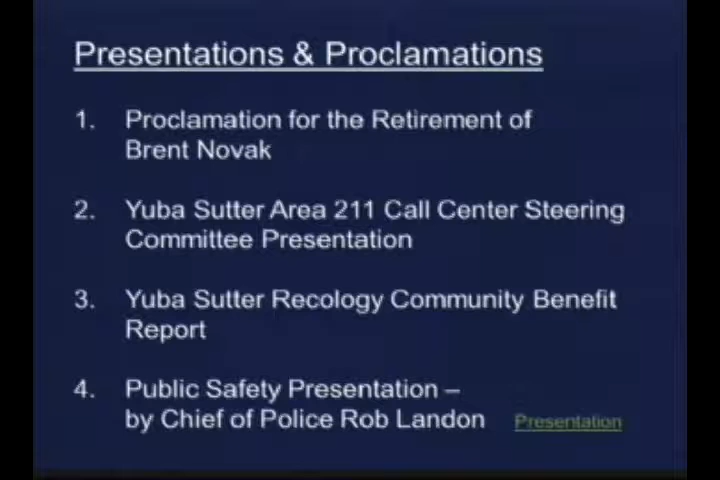 Presentations & Proclamations
1. Proclamation for the Retirement of
Brent Novak
2. Yuba Sutter Area 211 Call Center Steering
Committee Presentation
3. Yuba Sutter Recology Community Benefit
Report
4. Public Safety Presentation –
by Chief of Police Rob Landon Presentation